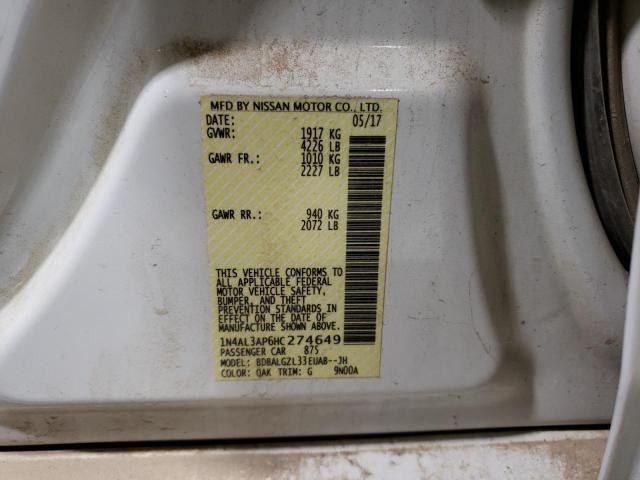 MFD BY NISSAN MOTOR CO., LTD.
DATE: 05/17
GVWR: 1917 KG
4226 LB
GAWR FR.: 1010 KG
2227 LB
GAWR RR.: 940 KG
2072 LB
THIS VEHICLE CONFORMS TO
ALL APPLICABLE FEDERAL
MOTOR VEHICLE SAFETY,
BUMPER, AND THEFT
PREVENTION STANDARDS IN
EFFECT ON THE DATE OF
MANUFACTURE SHOWN ABOVE.
1N4AL3AP6HC274649
PASSENGER CAR 875
MODEL: BDBALGZL33EUAB--JH
COLOR: QAK TRIM: G 9N00A